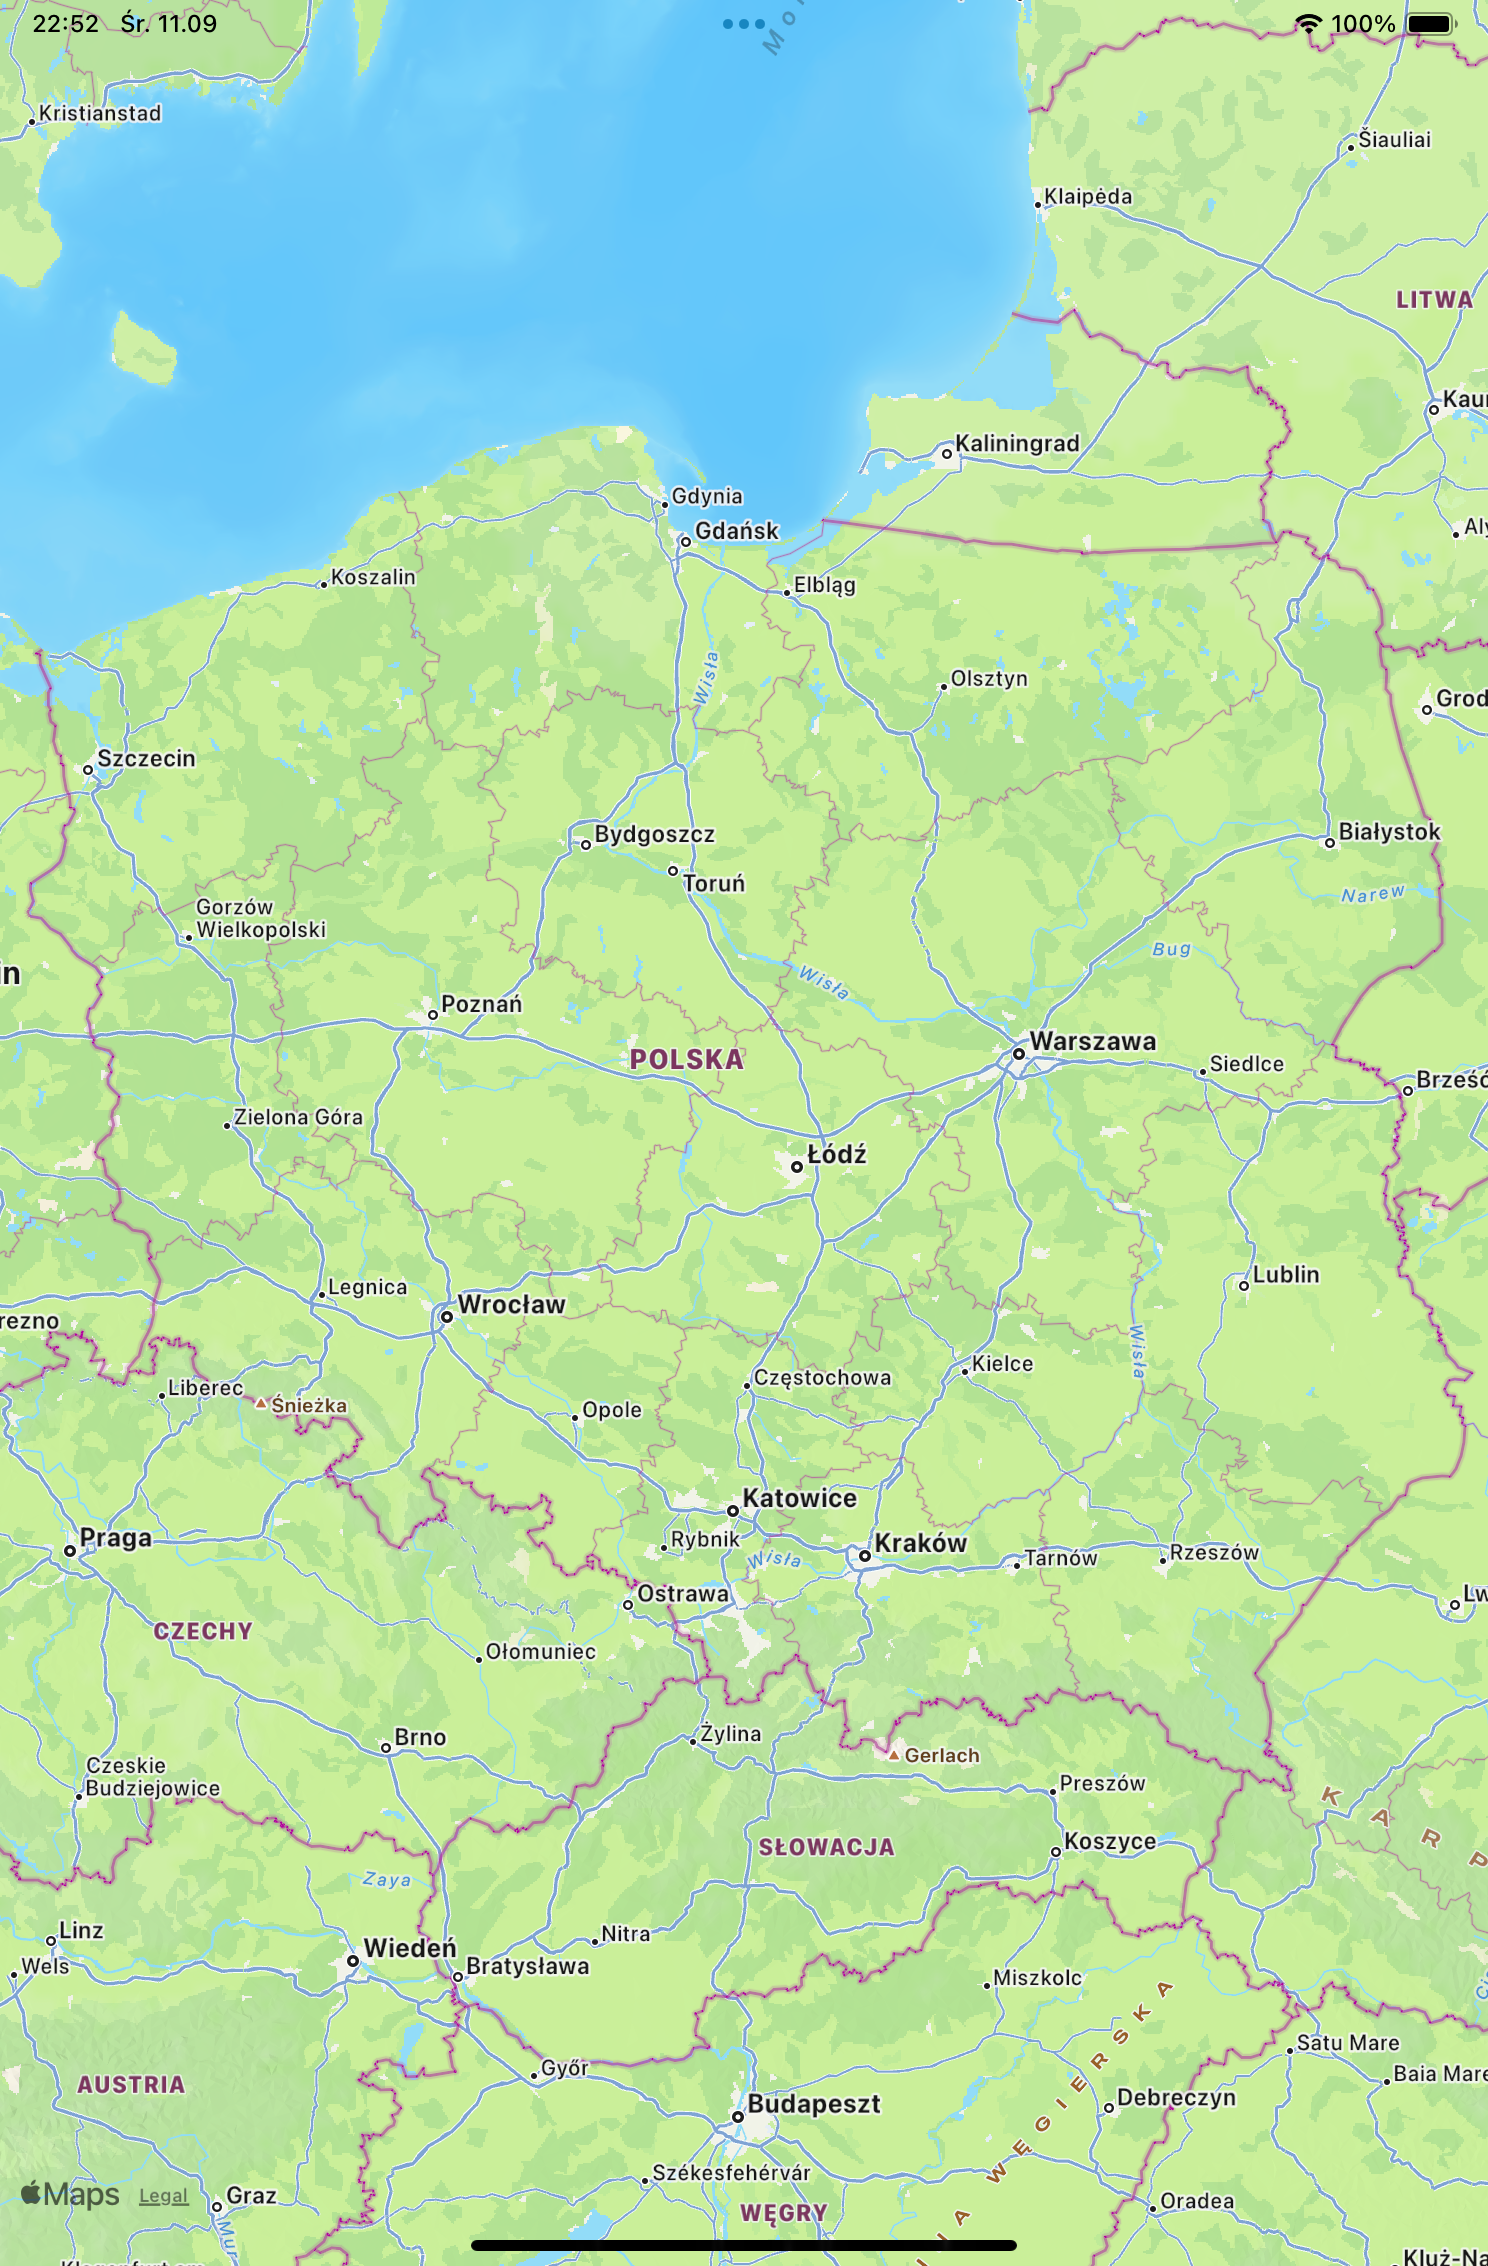 22:52 Śr. 11.09
100%
Kristianstad
Šiauliai
Klaipėda
LITWA
Kaliningrad
Gdynia
Gdańsk
Koszalin
Elbląg
Wisła
Olsztyn
Szczecin
Bydgoszcz
Białystok
Toruń
Narew
Gorzów
Wielkopolski
Bug
Wisła
Poznań
Warszawa
POLSKA
Siedlce
Brześć
Zielona Góra
Łódź
Lublin
Legnica
Wrocław
Wisła
Kielce
Częstochowa
Liberec
Śnieżka
Opole
Katowice
Praga
Rybnik
Kraków
Wisła
Tarnów
Rzeszów
Ostrawa
CZECHY
Ołomuniec
Żylina
Brno
Gerlach
Czeskie
Budziejowice
Preszów
KARP
Koszyce
SŁOWACJA
Zaya
Linz
Nitra
Wiedeń
Wels
Bratysława
Miszkolc
Satu Mare
Győr
Baia Mare
AUSTRIA
Budapeszt
Debreczyn
WĘGIERSKA
Székesfehérvár
Maps
Legal
Graz
Oradea
WĘGRY
Mur